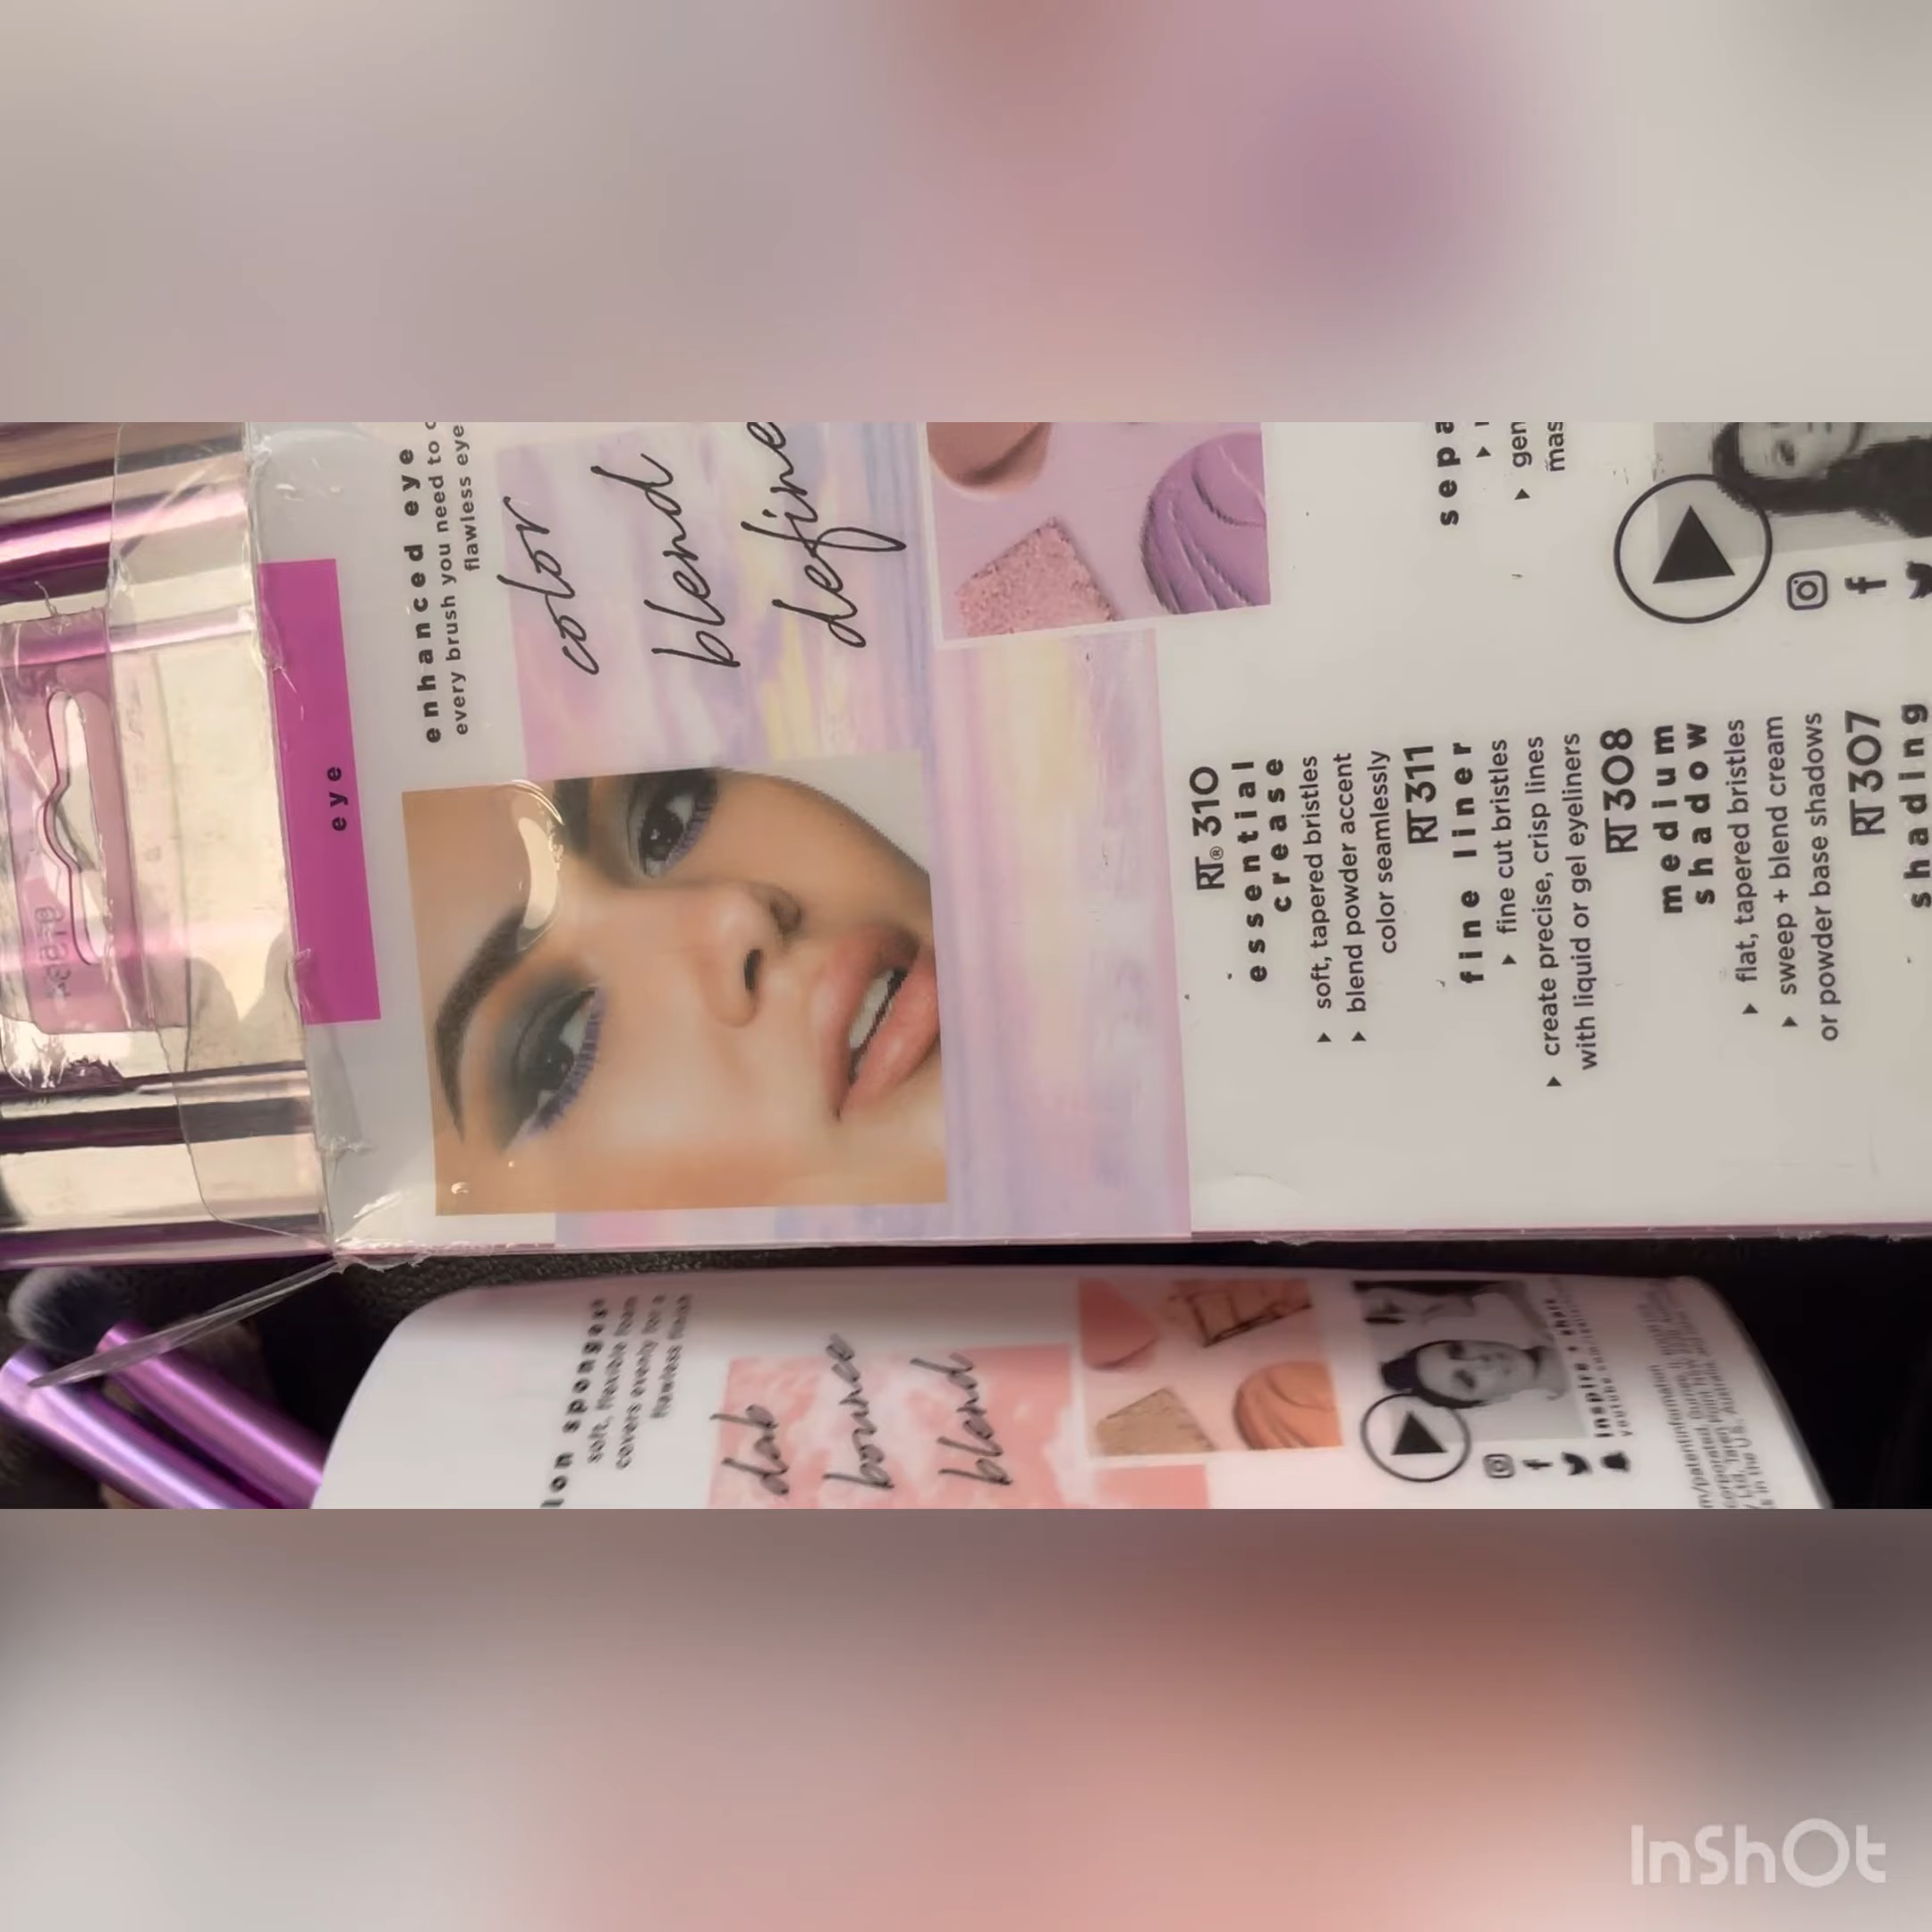 eye
enhanced eye
every brush you need to
flawless eye
color
blend
define
RT® 310
essential
crease
▸ soft, tapered bristles
▸ blend powder accent
color seamlessly
RT 311
fine liner
▸ fine cut bristles
▸ create precise, crisp lines
with liquid or gel eyeliners
RT 308
medium
shadow
▸ flat, tapered bristles
▸ sweep + blend cream
or powder base shadows
RT 307
shading
sponges
soft, flexible foam
covers evenly for a
flawless finish
dab
bounce
blend
inspire + share
InShOt